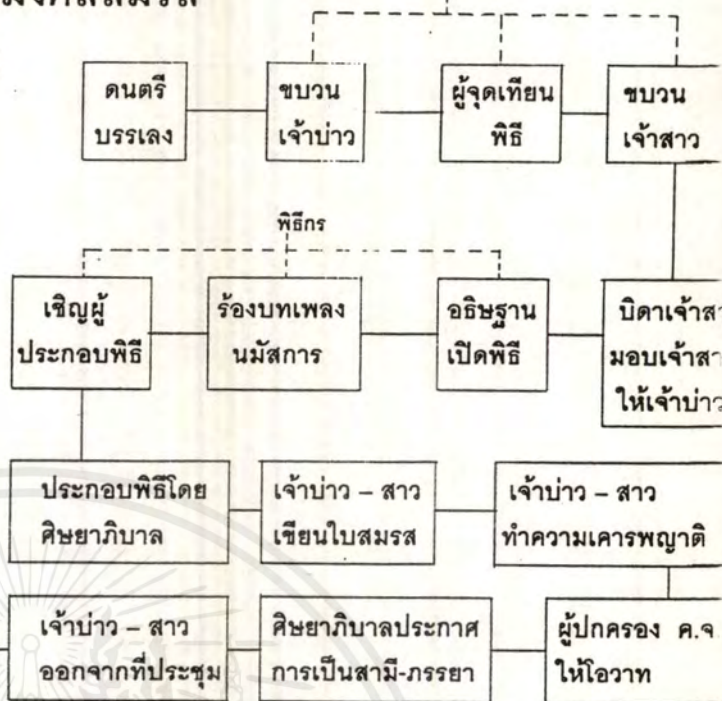 ดนตรี
บรรเลง
ขบวน
เจ้าบ่าว
ผู้จุดเทียน
พิธี
ขบวน
เจ้าสาว
พิธีกร
เชิญผู้
ประกอบพิธี
ร้องบทเพลง
นมัสการ
อธิษฐาน
เปิดพิธี
บิดาเจ้าสา
มอบเจ้าสา
ให้เจ้าบ่าว
ประกอบพิธีโดย
ศิษยาภิบาล
เจ้าบ่าว – สาว
เขียนใบสมรส
เจ้าบ่าว – สาว
ทำความเคารพญาติ
เจ้าบ่าว – สาว
ออกจากที่ประชุม
ศิษยาภิบาลประกาศ
การเป็นสามี-ภรรยา
ผู้ปกครอง ค.จ
ให้โอวาท